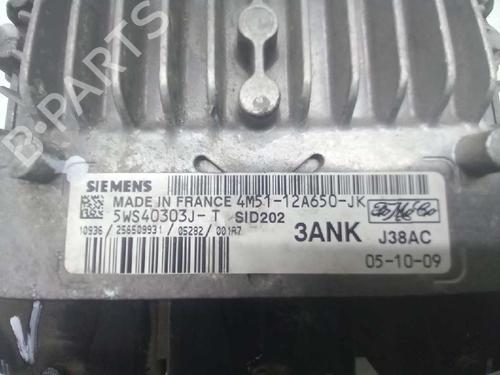 B-PARTS
SIEMENS
MADE IN FRANCE 4M51-12A650-JK
5WS40303J-T SID202
10936 / 256509931 / 05282 / 001A7
3ANK J38AC
05-10-09